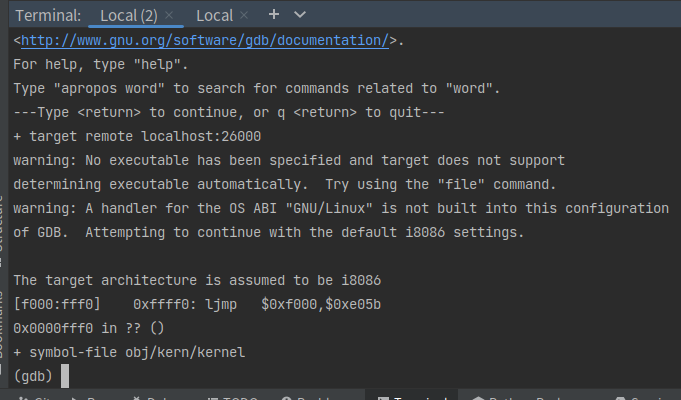 Terminal: Local (2) × Local × + 
<http://www.gnu.org/software/gdb/documentation/>.
For help, type "help".
Type "apropos word" to search for commands related to "word".
---Type <return> to continue, or q <return> to quit---
+ target remote localhost:26000
warning: No executable has been specified and target does not support
determining executable automatically.  Try using the "file" command.
warning: A handler for the OS ABI "GNU/Linux" is not built into this configuration
of GDB.  Attempting to continue with the default i8086 settings.

The target architecture is assumed to be i8086
[f000:fff0]    0xffff0: ljmp   $0xf000,$0xe05b
0x0000fff0 in ?? ()
+ symbol-file obj/kern/kernel
(gdb)